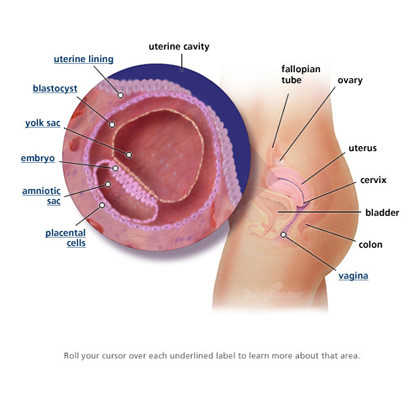 uterine cavity
uterine lining
blastocyst
yolk sac
embryo
amniotic
sac
placental
cells
fallopian
tube
ovary
uterus
cervix
bladder
colon
vagina
Roll your cursor over each underlined label to learn more about that area.